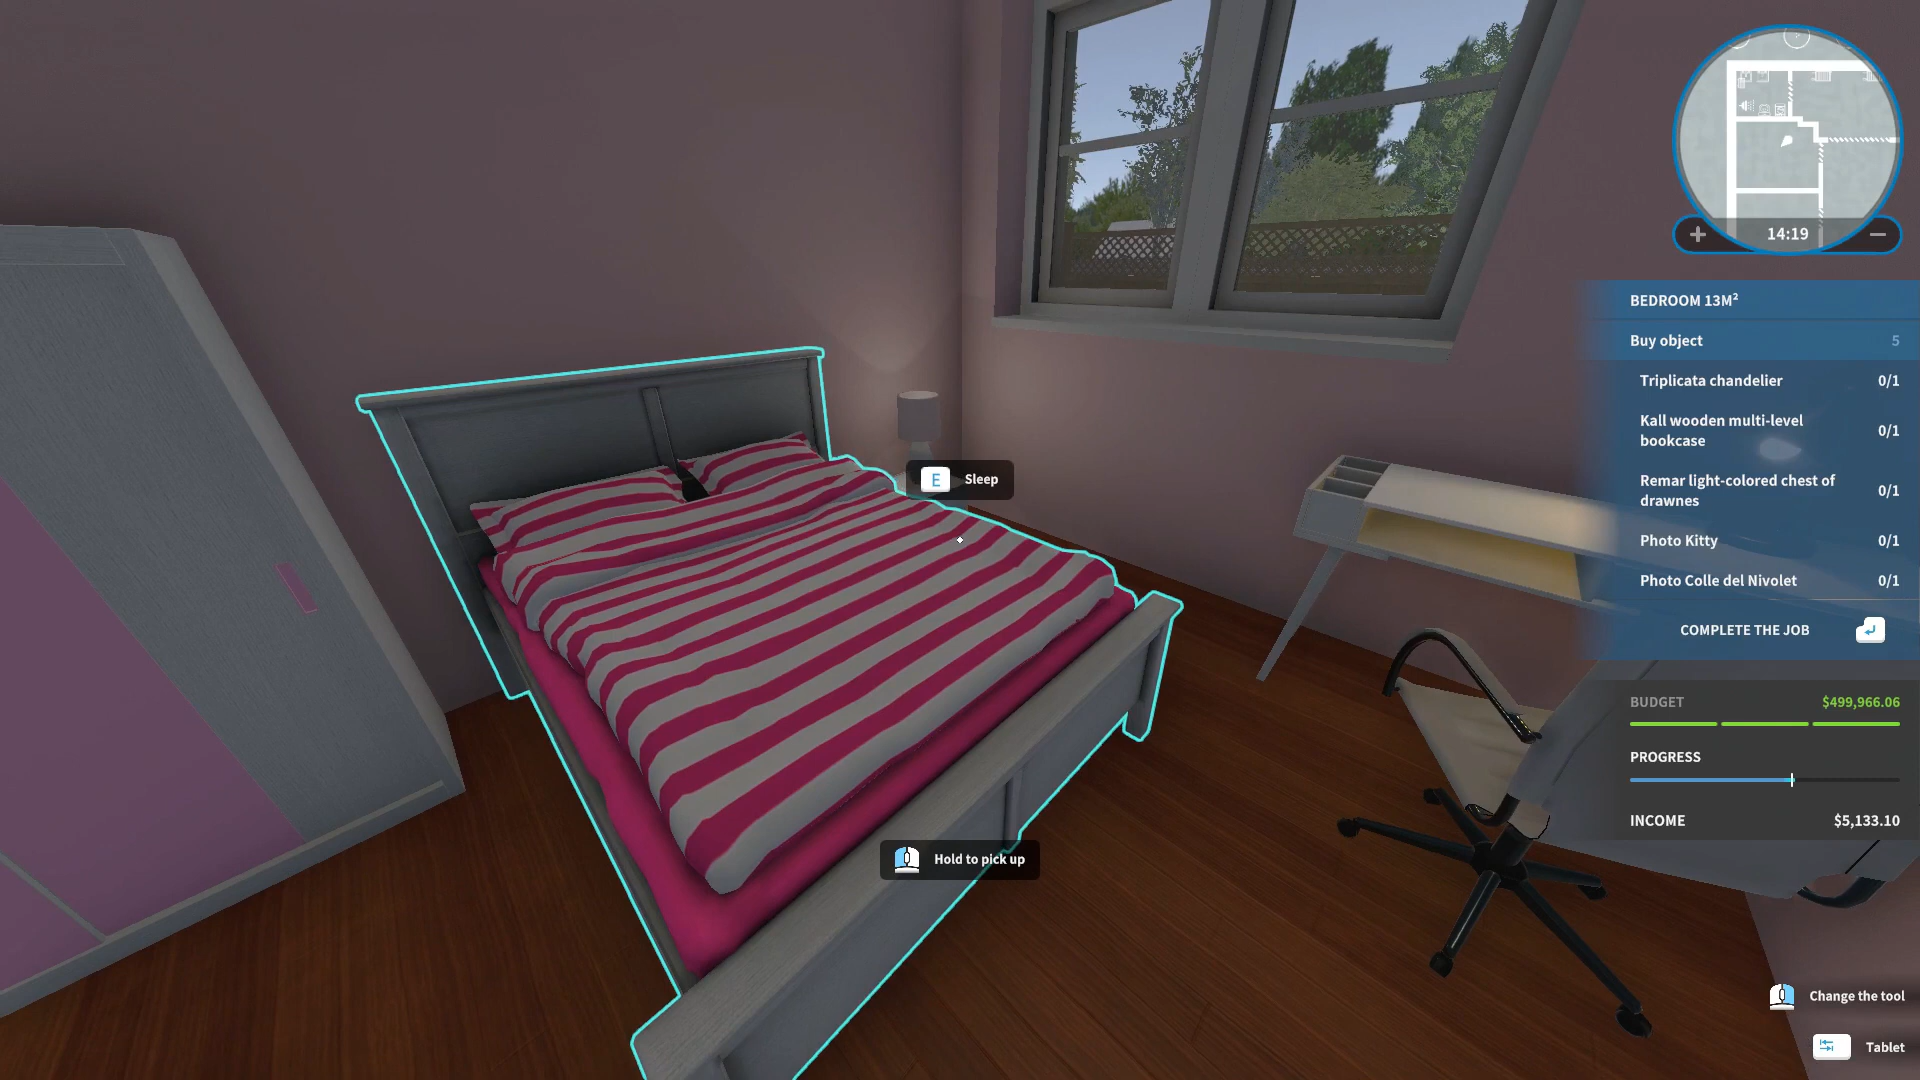 14:19
BEDROOM 13M²
Buy object 5
Triplicata chandelier 0/1
Kall wooden multi-level
bookcase 0/1
Remar light-colored chest of
drawnes 0/1
Photo Kitty 0/1
Photo Colle del Nivolet 0/1
COMPLETE THE JOB
E Sleep
BUDGET $499,966.06
PROGRESS
INCOME $5,133.10
Hold to pick up
Change the tool
Tablet